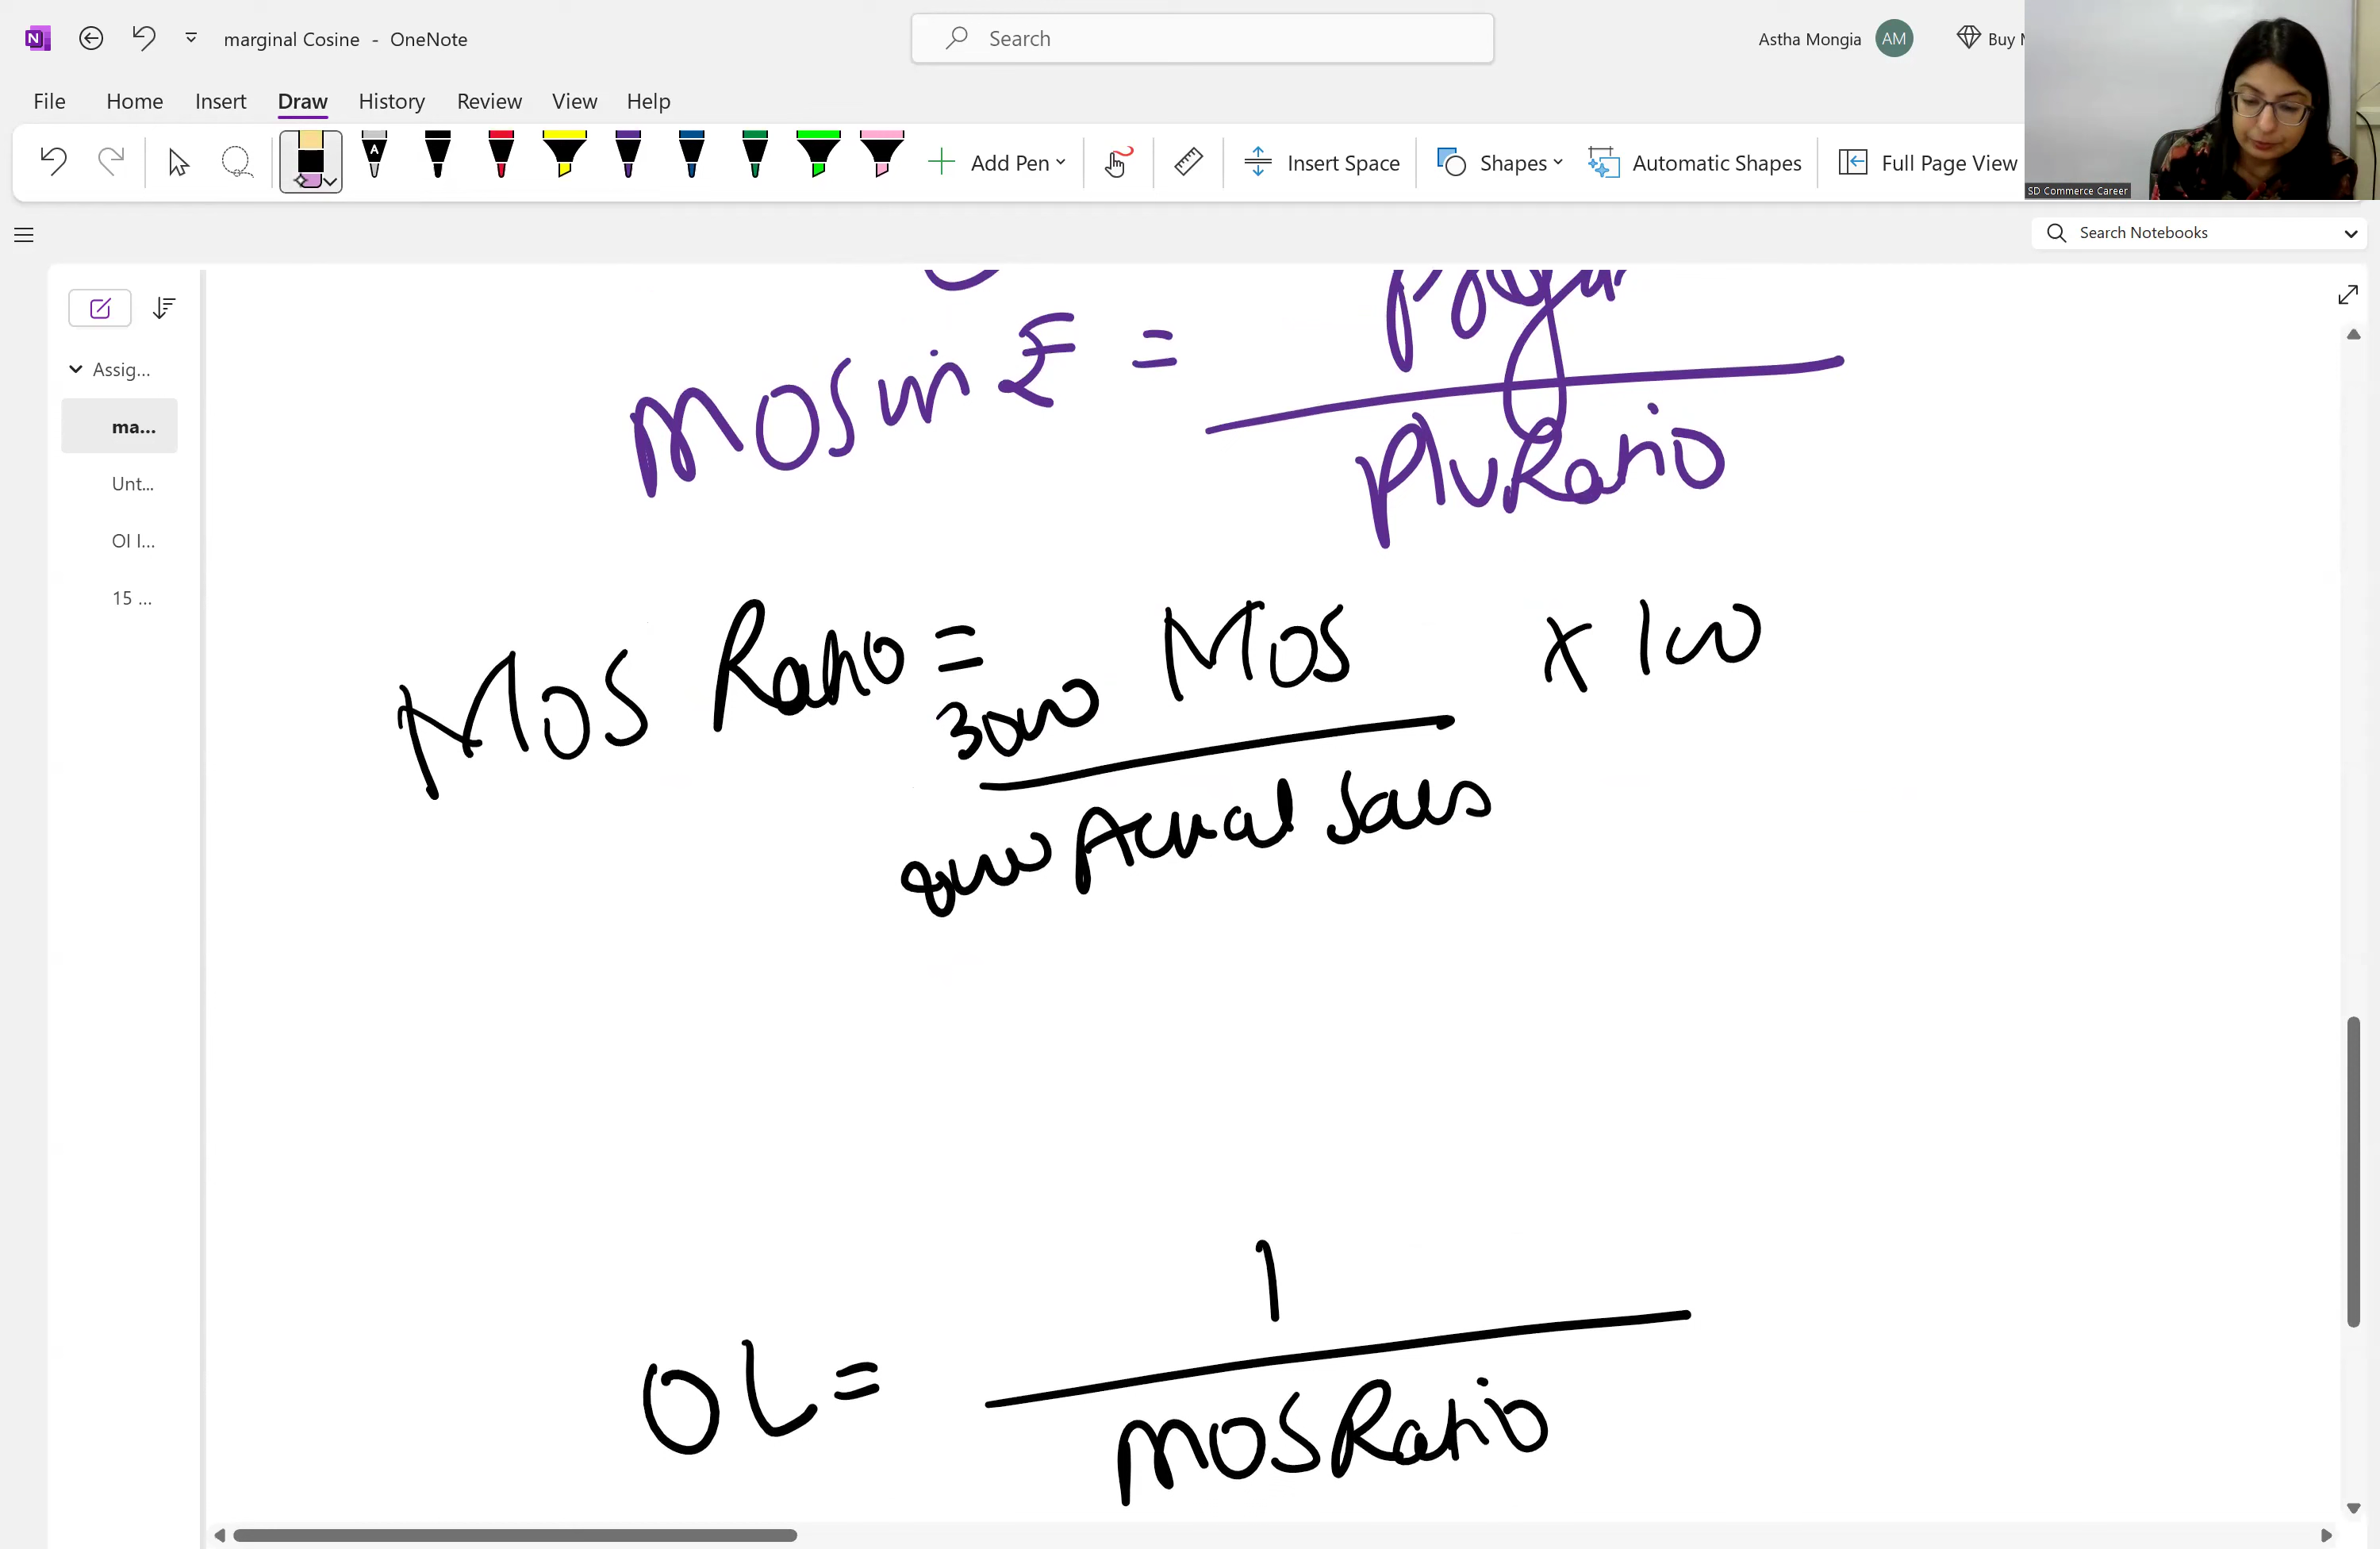 marginal Cosine - OneNote
Search
Astha Mongia AM Buy
File Home Insert Draw History Review View Help
Add Pen Insert Space Shapes Automatic Shapes Full Page View
SD Commerce Career
Search Notebooks
Assig...
ma...
Unt...
OI I...
15 ...
MOS in ₹ =
P/V Ratio
MOS Ratio = 3000 MOS × 100
Actual Sales
OL = 1
MOS Ratio